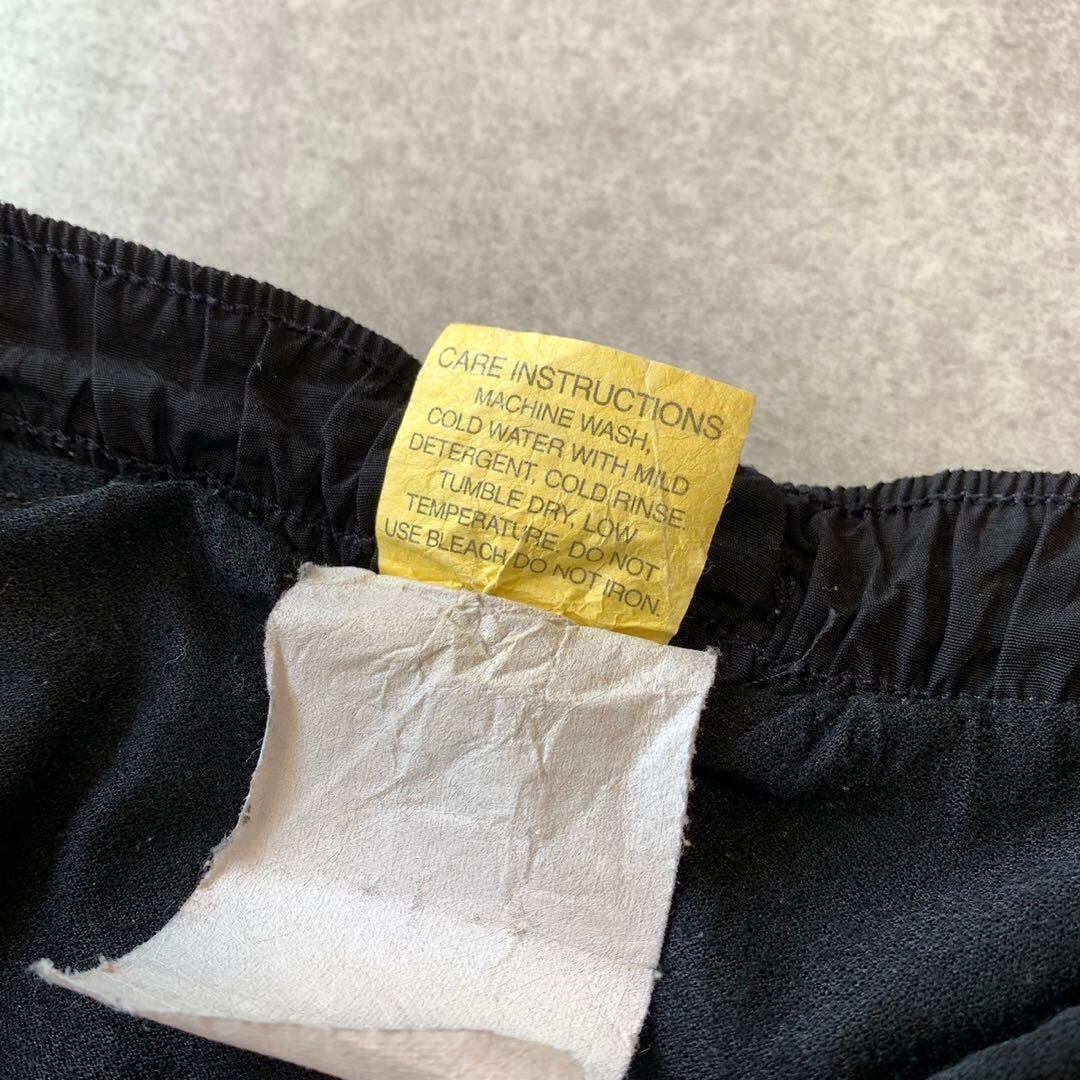 CARE INSTRUCTIONS
MACHINE WASH,
COLD WATER WITH MILD
DETERGENT, COLD RINSE.
TUMBLE DRY, LOW
TEMPERATURE. DO NOT
USE BLEACH, DO NOT IRON.